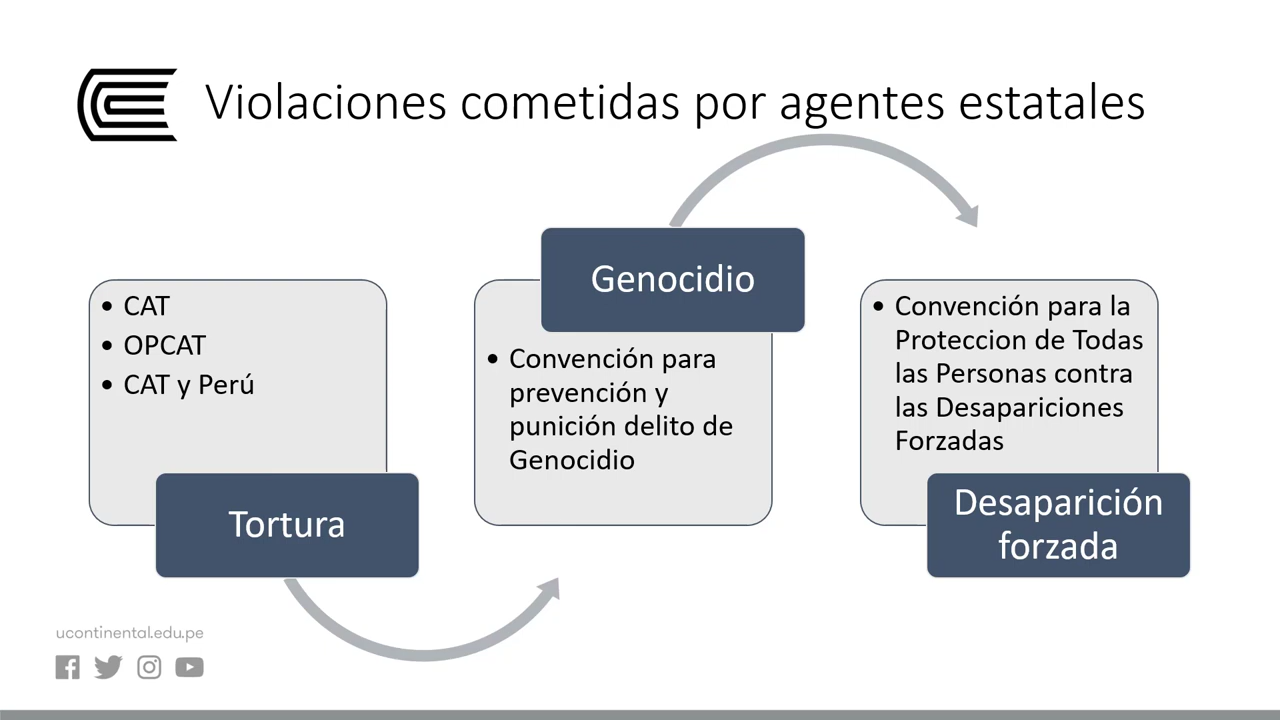 Violaciones cometidas por agentes estatales
• CAT
• OPCAT
• CAT y Perú
Tortura
Genocidio
• Convención para
prevención y
punición delito de
Genocidio
• Convención para la
Proteccion de Todas
las Personas contra
las Desapariciones
Forzadas
Desaparición
forzada
ucontinental.edu.pe